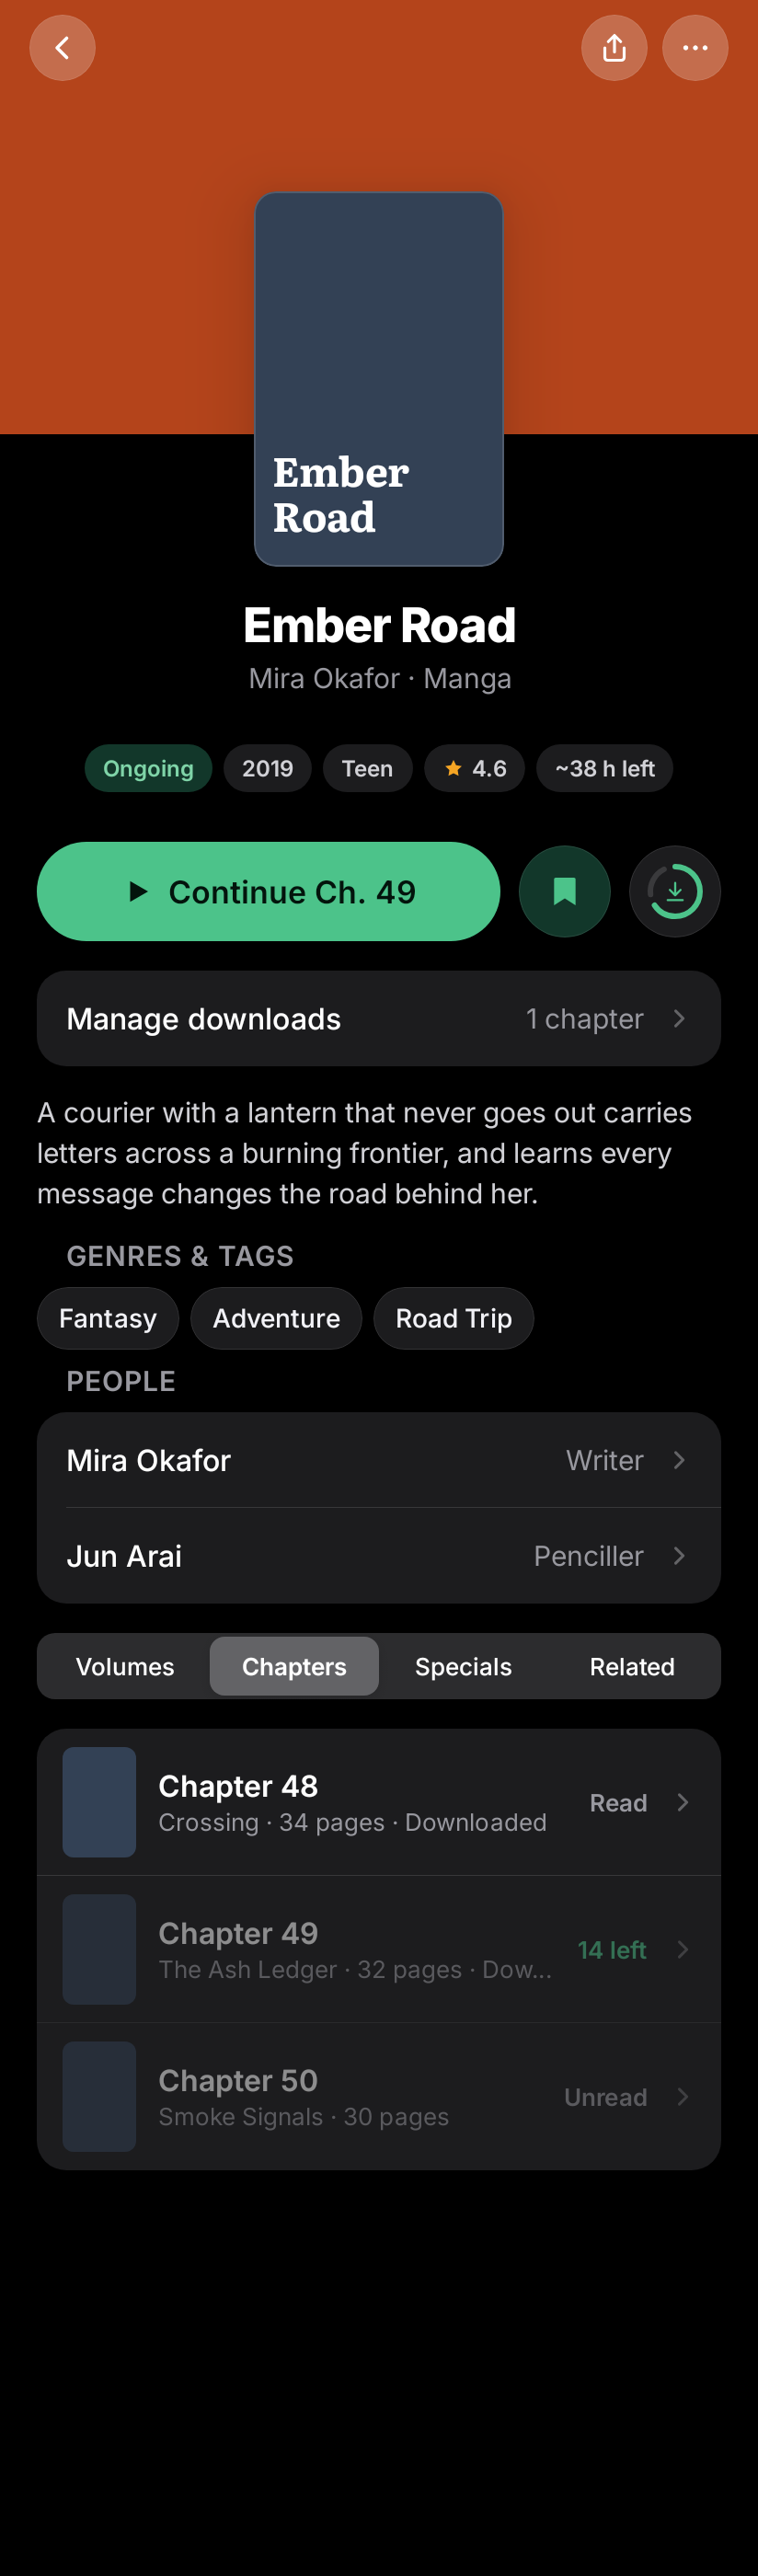 Ember
Road
Ember Road
Mira Okafor · Manga
Ongoing 2019 Teen 4.6 ~38 h left
Continue Ch. 49
Manage downloads 1 chapter
A courier with a lantern that never goes out carries
letters across a burning frontier, and learns every
message changes the road behind her.
GENRES & TAGS
Fantasy Adventure Road Trip
PEOPLE
Mira Okafor Writer
Jun Arai Penciller
Volumes Chapters Specials Related
Chapter 48
Crossing · 34 pages · Downloaded
Read
Chapter 49
The Ash Ledger · 32 pages · Dow...
14 left
Chapter 50
Smoke Signals · 30 pages
Unread